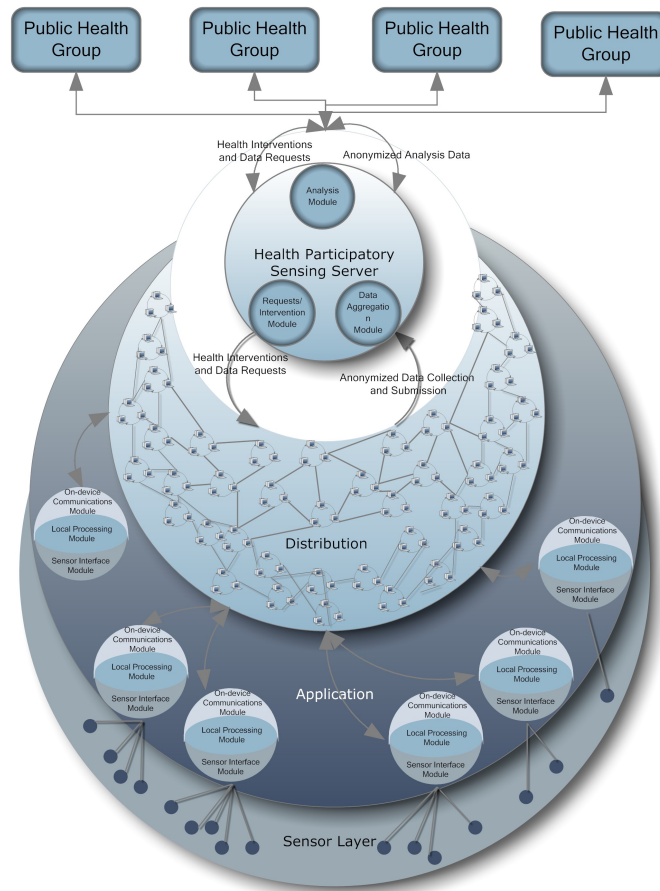 Public Health
Group
Public Health
Group
Public Health
Group
Public Health
Group
Health Interventions
and Data Requests
Anonymized Analysis Data
Analysis
Module
Health Participatory
Sensing Server
Requests/
Intervention
Module
Data
Aggregatio
n
Module
Health Interventions
and Data Requests
Anonymized Data Collection
and Submission
Distribution
On-device
Communications
Module
Local Processing
Module
Sensor Interface
Module
On-device
Communications
Module
Local Processing
Module
Sensor Interface
Module
On-device
Communications
Module
Local Processing
Module
Sensor Interface
Module
On-device
Communications
Module
Local Processing
Module
Sensor Interface
Module
On-device
Communications
Module
Local Processing
Module
Sensor Interface
Module
On-device
Communications
Module
Local Processing
Module
Sensor Interface
Module
Application
Sensor Layer